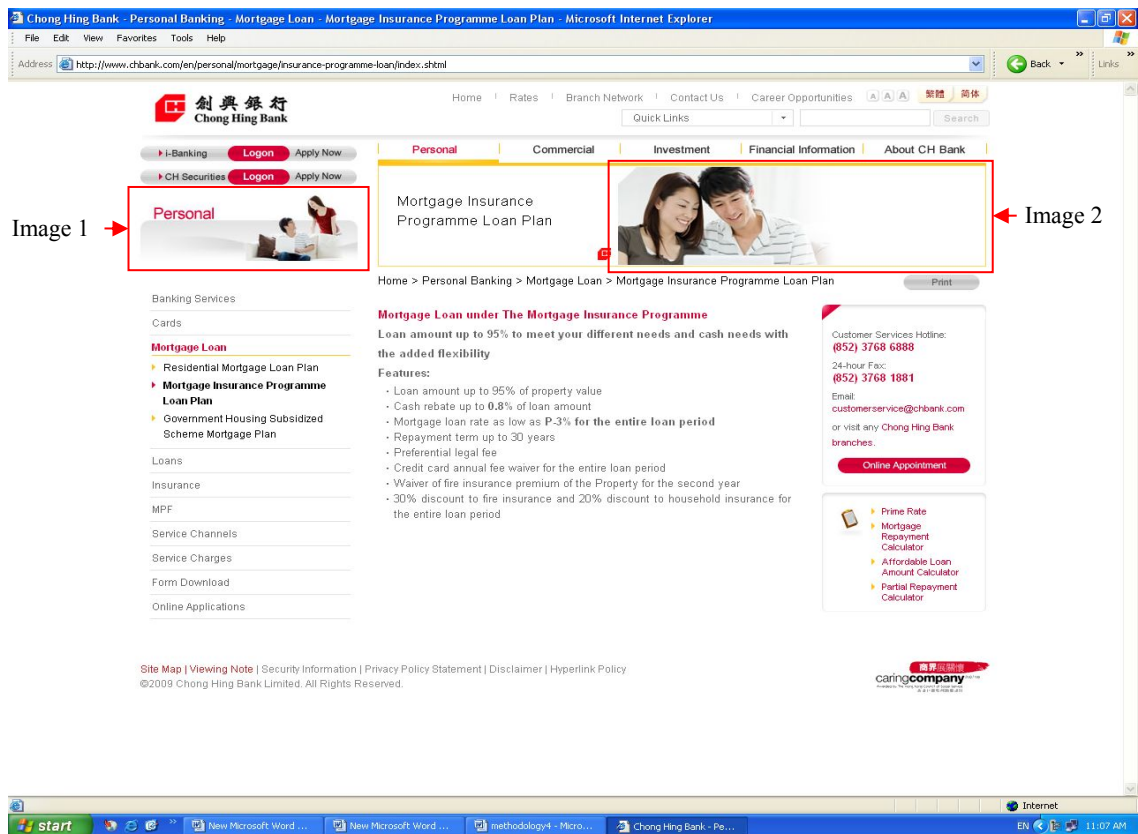 Chong Hing Bank - Personal Banking - Mortgage Loan - Mortgage Insurance Programme Loan Plan - Microsoft Internet Explorer
File Edit View Favorites Tools Help
Address http://www.chbank.com/en/personal/mortgage/insurance-programme-loan/index.shtml Back Links
創興銀行
Chong Hing Bank
Home Rates Branch Network Contact Us Career Opportunities A A A 繁體 简体
Quick Links Search
i-Banking Logon Apply Now
CH Securities Logon Apply Now
Personal Commercial Investment Financial Information About CH Bank
Image 1
Personal
Mortgage Insurance
Programme Loan Plan
Image 2
Home > Personal Banking > Mortgage Loan > Mortgage Insurance Programme Loan Plan
Print
Banking Services
Cards
Mortgage Loan
Residential Mortgage Loan Plan
Mortgage Insurance Programme
Loan Plan
Government Housing Subsidized
Scheme Mortgage Plan
Loans
Insurance
MPF
Service Channels
Service Charges
Form Download
Online Applications
Mortgage Loan under The Mortgage Insurance Programme
Loan amount up to 95% to meet your different needs and cash needs with
the added flexibility
Features:
· Loan amount up to 95% of property value
· Cash rebate up to 0.8% of loan amount
· Mortgage loan rate as low as P-3% for the entire loan period
· Repayment term up to 30 years
· Preferential legal fee
· Credit card annual fee waiver for the entire loan period
· Waiver of fire insurance premium of the Property for the second year
· 30% discount to fire insurance and 20% discount to household insurance for
the entire loan period
Customer Services Hotline:
(852) 3768 6888
24-hour Fax:
(852) 3768 1881
Email:
customerservice@chbank.com
or visit any Chong Hing Bank
branches.
Online Appointment
Prime Rate
Mortgage
Repayment
Calculator
Affordable Loan
Amount Calculator
Partial Repayment
Calculator
Site Map | Viewing Note | Security Information | Privacy Policy Statement | Disclaimer | Hyperlink Policy
©2009 Chong Hing Bank Limited. All Rights Reserved.
商界展關懷
caringcompany
Internet
start New Microsoft Word ... New Microsoft Word ... methodology4 - Micro... Chong Hing Bank - Pe... EN 11:07 AM